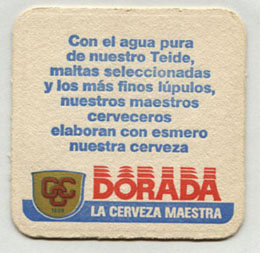 Con el agua pura
de nuestro Teide,
maltas seleccionadas
y los más finos lúpulos,
nuestros maestros
cerveceros
elaboran con esmero
nuestra cerveza
CCC
DORADA
LA CERVEZA MAESTRA